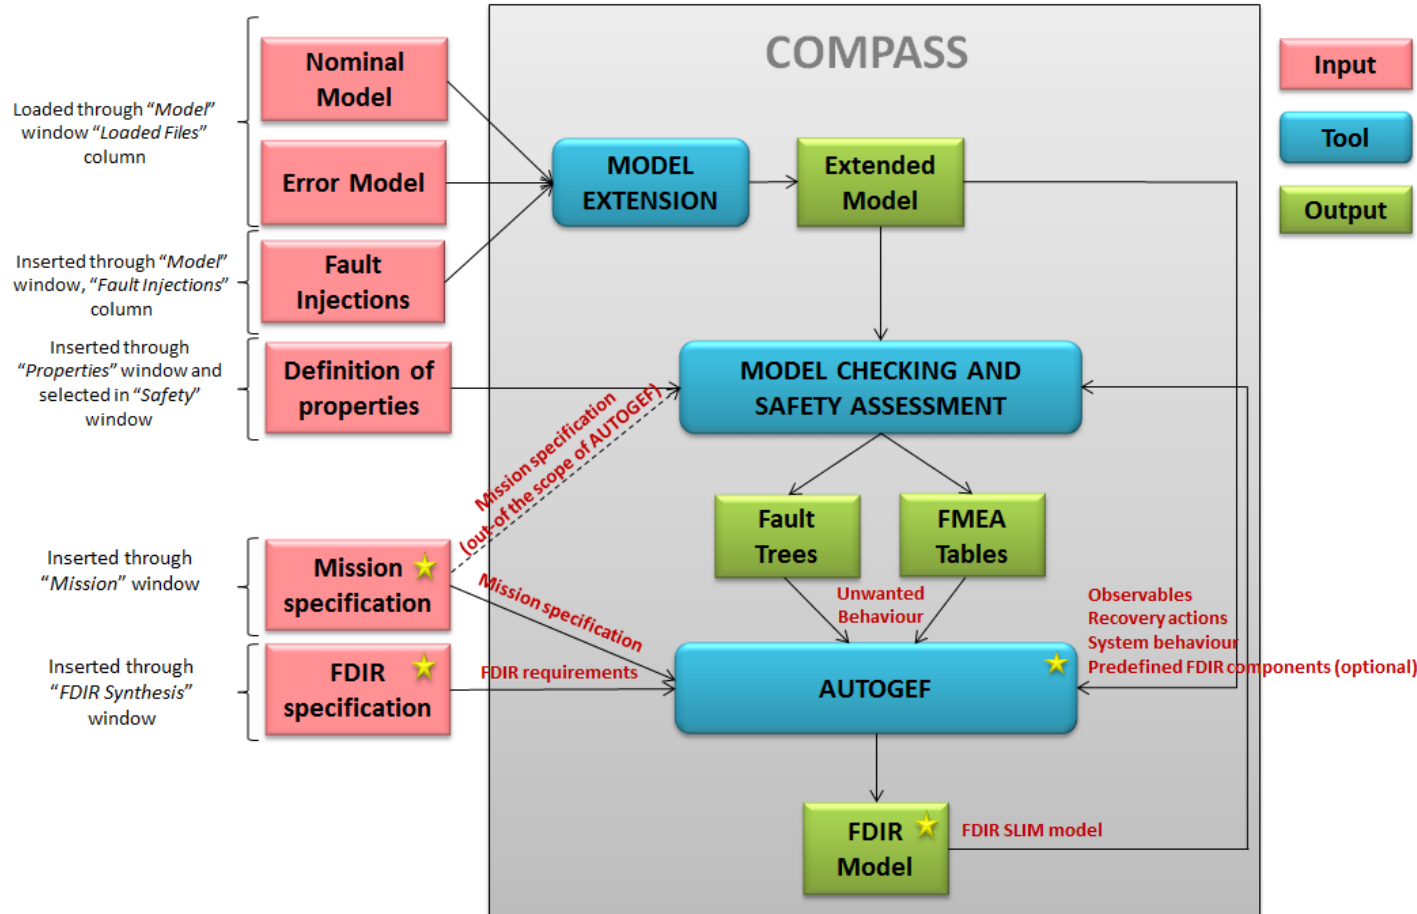 COMPASS
Input
Tool
Output
Loaded through “Model”
window “Loaded Files”
column
Nominal
Model
Error Model
MODEL
EXTENSION
Extended
Model
Inserted through “Model”
window, “Fault Injections”
column
Fault
Injections
Inserted through
“Properties” window and
selected in “Safety”
window
Definition of
properties
MODEL CHECKING AND
SAFETY ASSESSMENT
Mission specification
(out-of the scope of AUTOGEF)
Fault
Trees
FMEA
Tables
Inserted through
“Mission” window
Mission
specification
Mission specification
Unwanted
Behaviour
Observables
Recovery actions
System behaviour
Predefined FDIR components (optional)
Inserted through
“FDIR Synthesis”
window
FDIR
specification
FDIR requirements
AUTOGEF
FDIR
Model
FDIR SLIM model